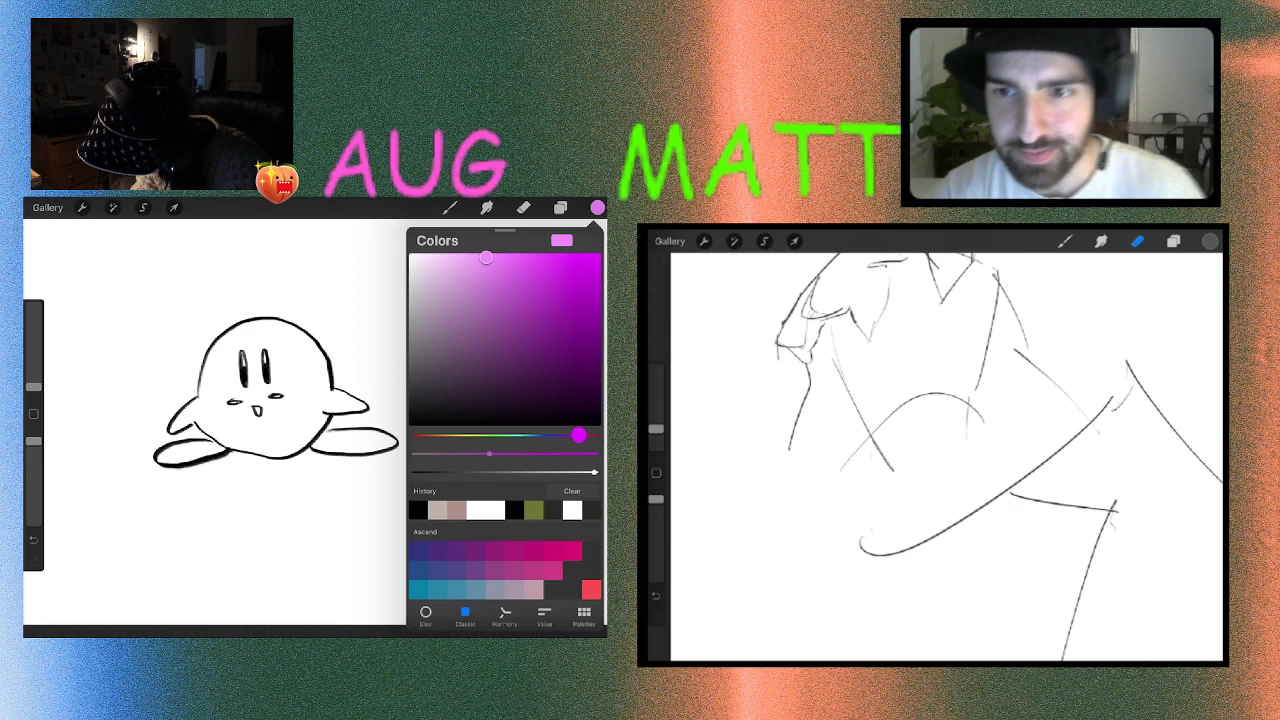 AUG
MATT
Gallery
Colors
History
Clear
Ascend
Disc
Classic
Harmony
Value
Palettes
Gallery